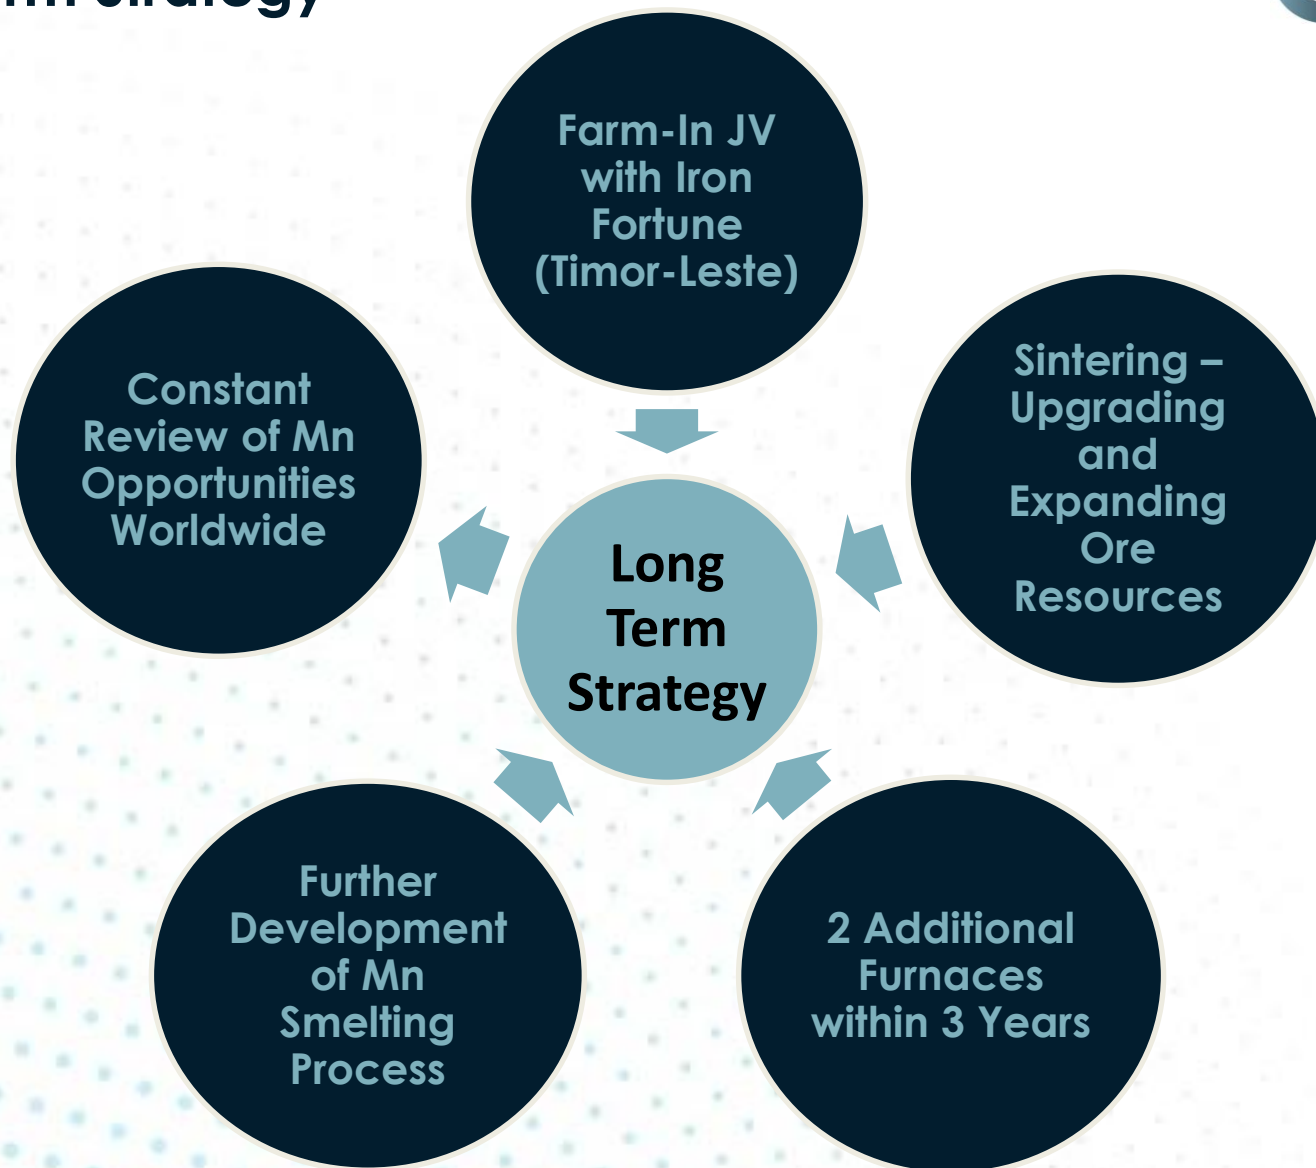 Strategy
Farm-In JV
with Iron
Fortune
(Timor-Leste)
Constant
Review of Mn
Opportunities
Worldwide
Sintering –
Upgrading
and
Expanding
Ore
Resources
Long
Term
Strategy
Further
Development
of Mn
Smelting
Process
2 Additional
Furnaces
within 3 Years